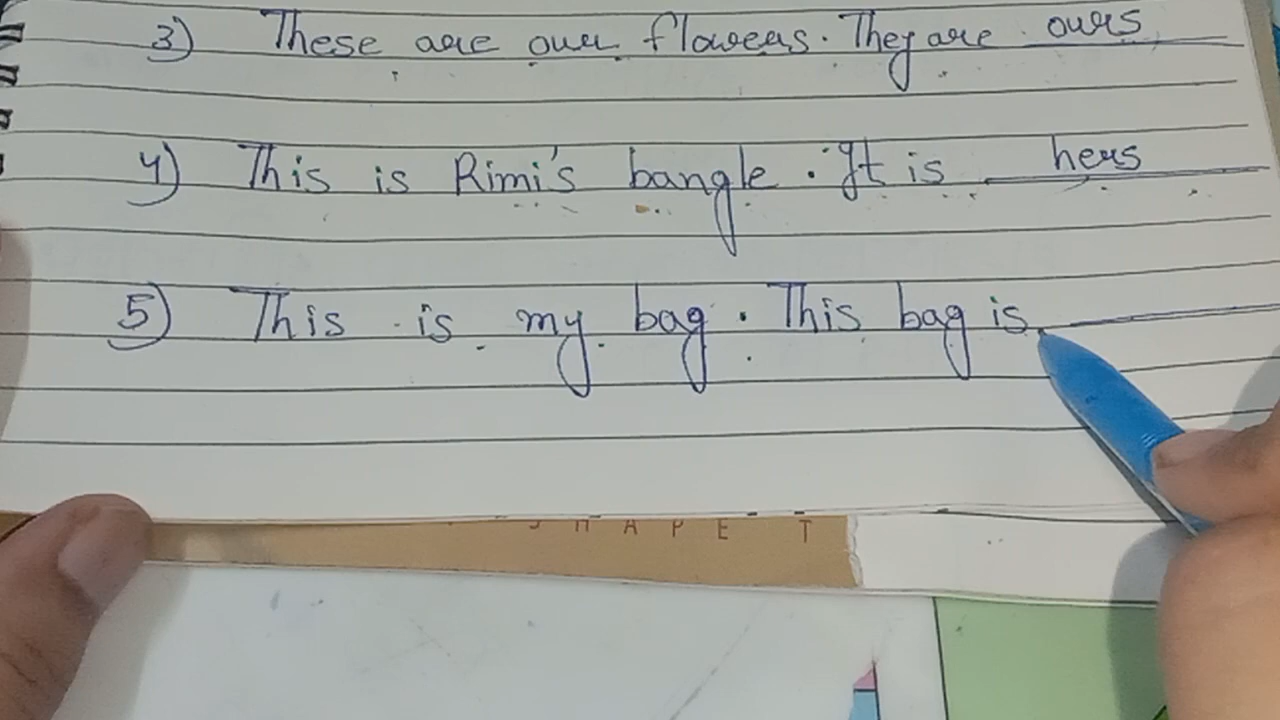 3) These are our flowers. They are ours
4) This is Rimi's bangle. It is hers
5) This is my bag. This bag is
S H A P E T